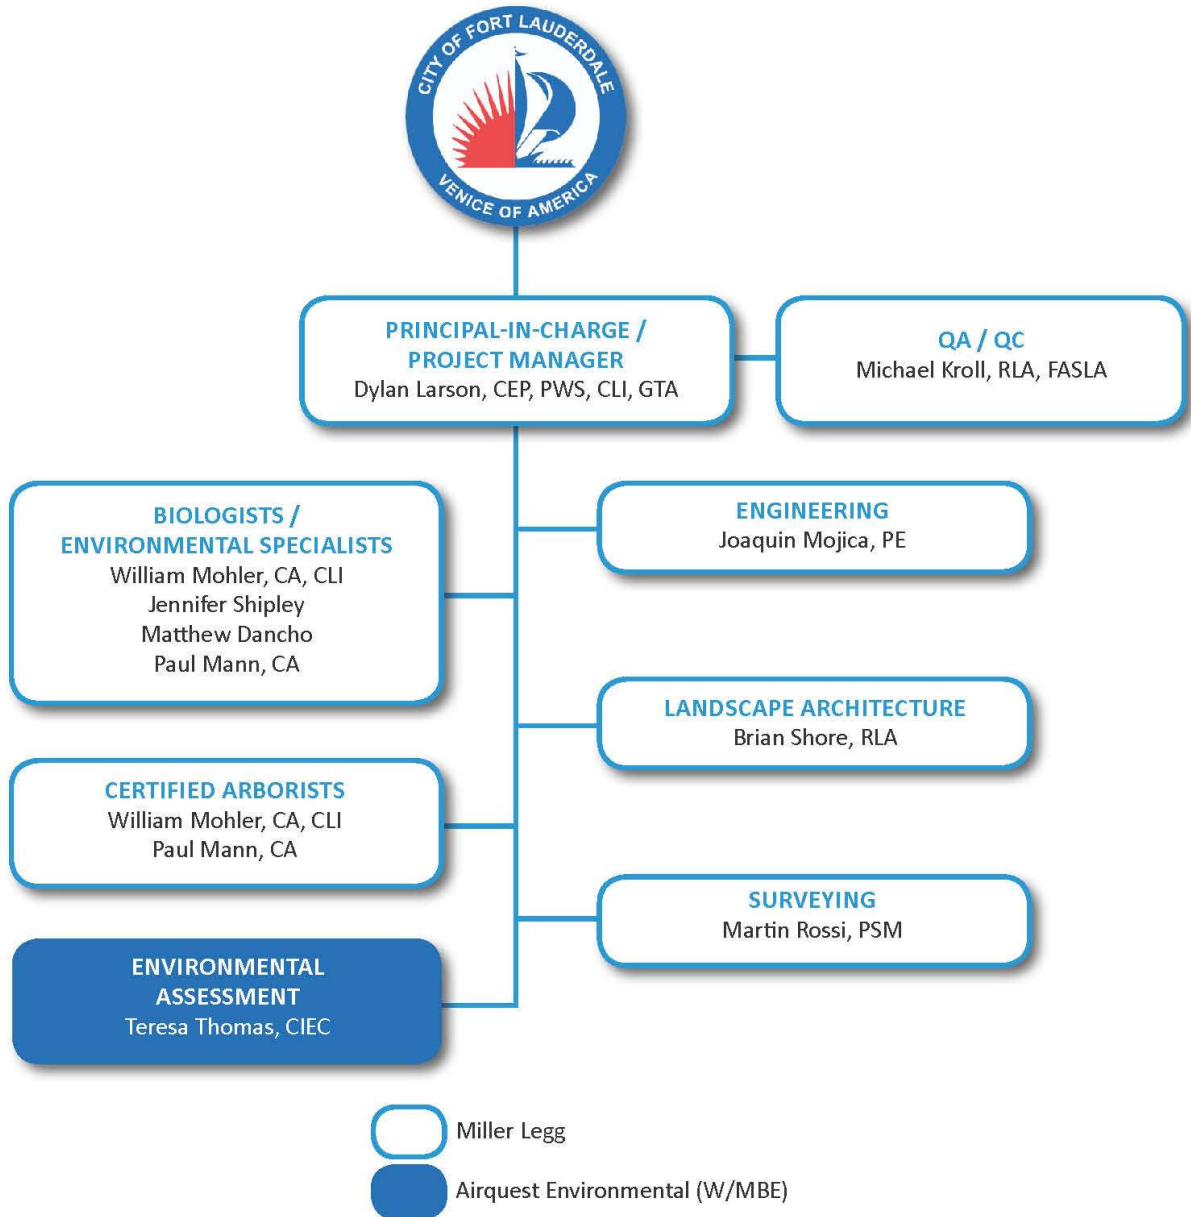 CITY OF FORT LAUDERDALE
VENICE OF AMERICA
PRINCIPAL-IN-CHARGE /
PROJECT MANAGER
Dylan Larson, CEP, PWS, CLI, GTA
QA / QC
Michael Kroll, RLA, FASLA
BIOLOGISTS /
ENVIRONMENTAL SPECIALISTS
William Mohler, CA, CLI
Jennifer Shipley
Matthew Dancho
Paul Mann, CA
ENGINEERING
Joaquin Mojica, PE
LANDSCAPE ARCHITECTURE
Brian Shore, RLA
CERTIFIED ARBORISTS
William Mohler, CA, CLI
Paul Mann, CA
SURVEYING
Martin Rossi, PSM
ENVIRONMENTAL
ASSESSMENT
Teresa Thomas, CIEC
Miller Legg
Airquest Environmental (W/MBE)